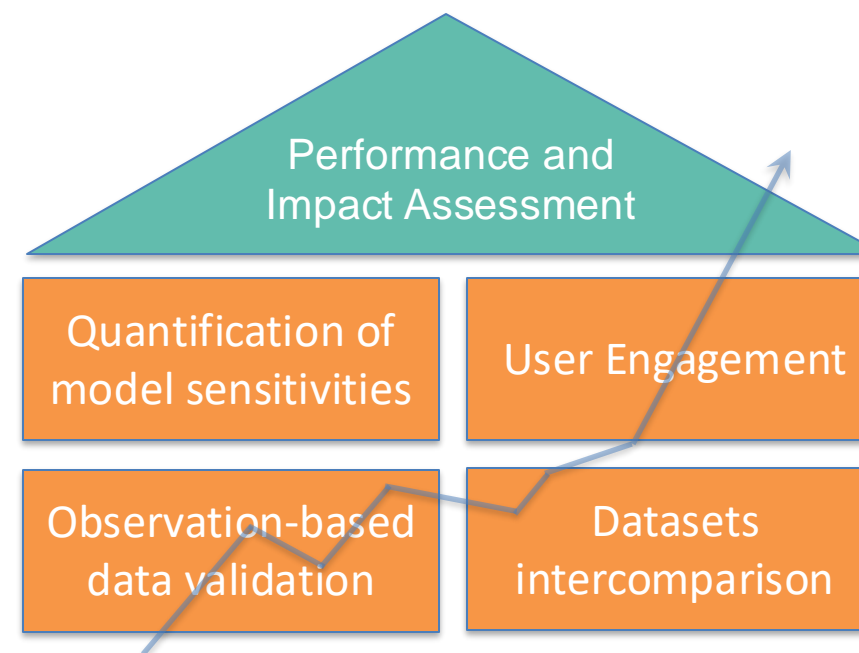 Performance and
Impact Assessment
Quantification of
model sensitivities
User Engagement
Observation-based
data validation
Datasets
intercomparison